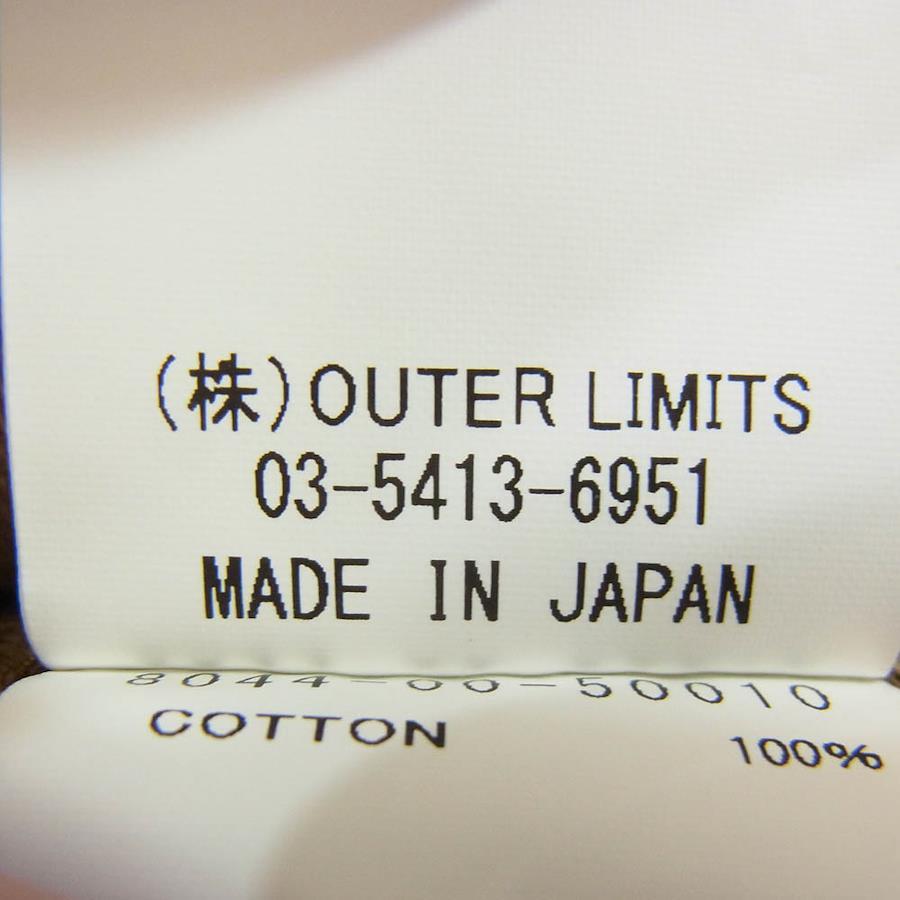 (株)OUTER LIMITS
03-5413-6951
MADE IN JAPAN
8044-00-50010
COTTON 100%